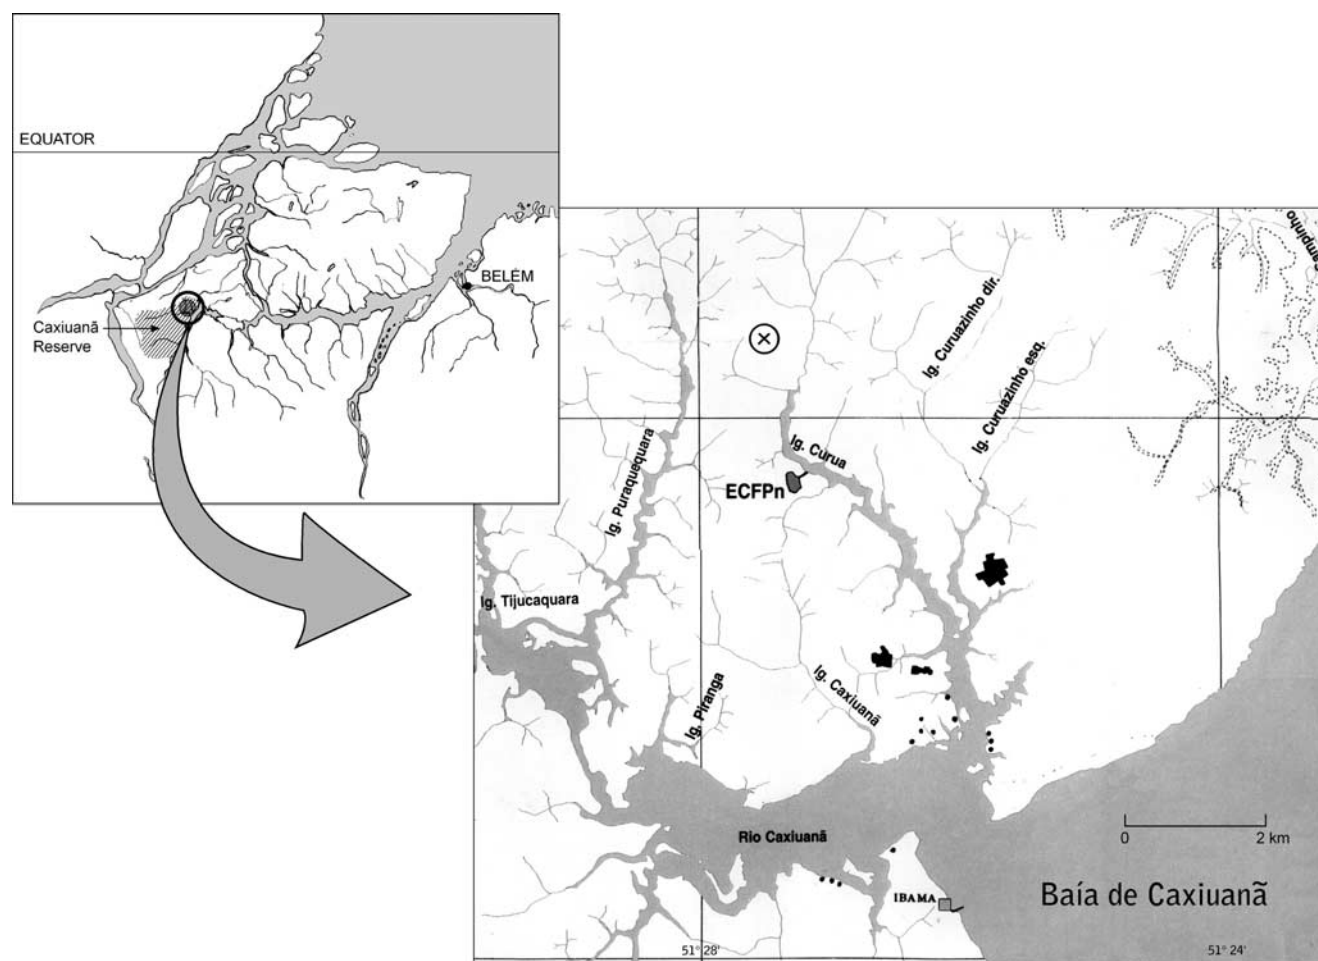 EQUATOR
BELÉM
Caxiuanã
Reserve
Campinho
Ig. Curuazinho dir.
Ig. Curuazinho esq.
Ig. Curua
Ig. Puraquequara
ECFPn
Ig. Tijucaquara
Ig. Piranga
Ig. Caxiuanã
Rio Caxiuanã
0 2 km
IBAMA
Baía de Caxiuanã
51° 28'
51° 24'